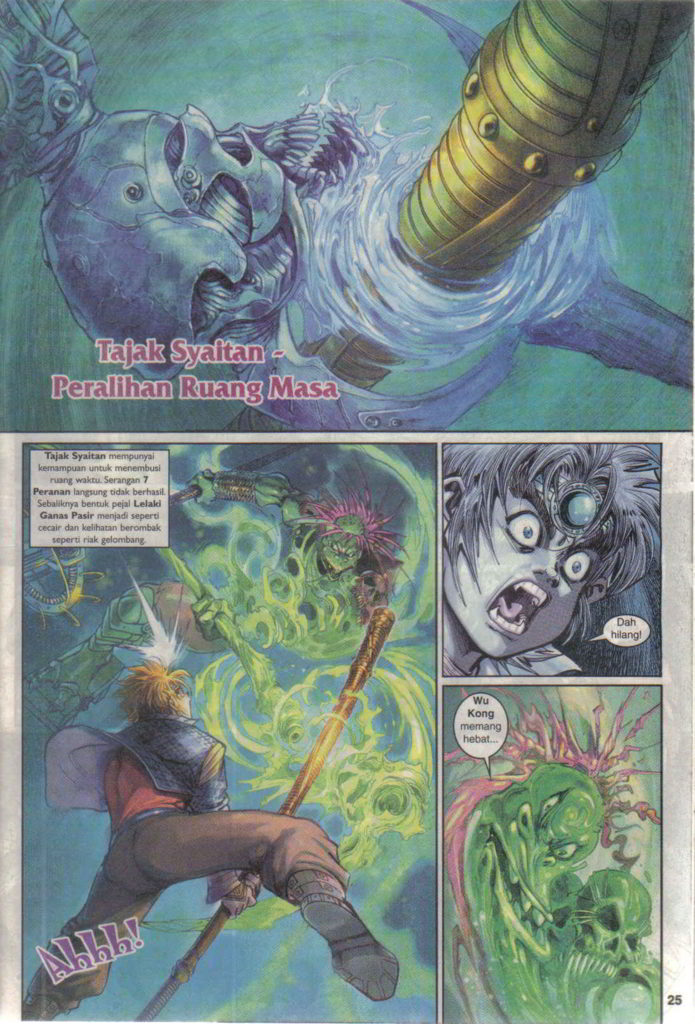 Tajak Syaitan -
Peralihan Ruang Masa
Tajak Syaitan mempunyai
kemampuan untuk menembusi
ruang waktu. Serangan 7
Peranan langsung tidak berhasil.
Sebaliknya bentuk pejal Lelaki
Ganas Pasir menjadi seperti
cecair dan kelihatan berombak
seperti riak gelombang.
Dah
hilang!
Wu
Kong
memang
hebat...
Ahhh!
25